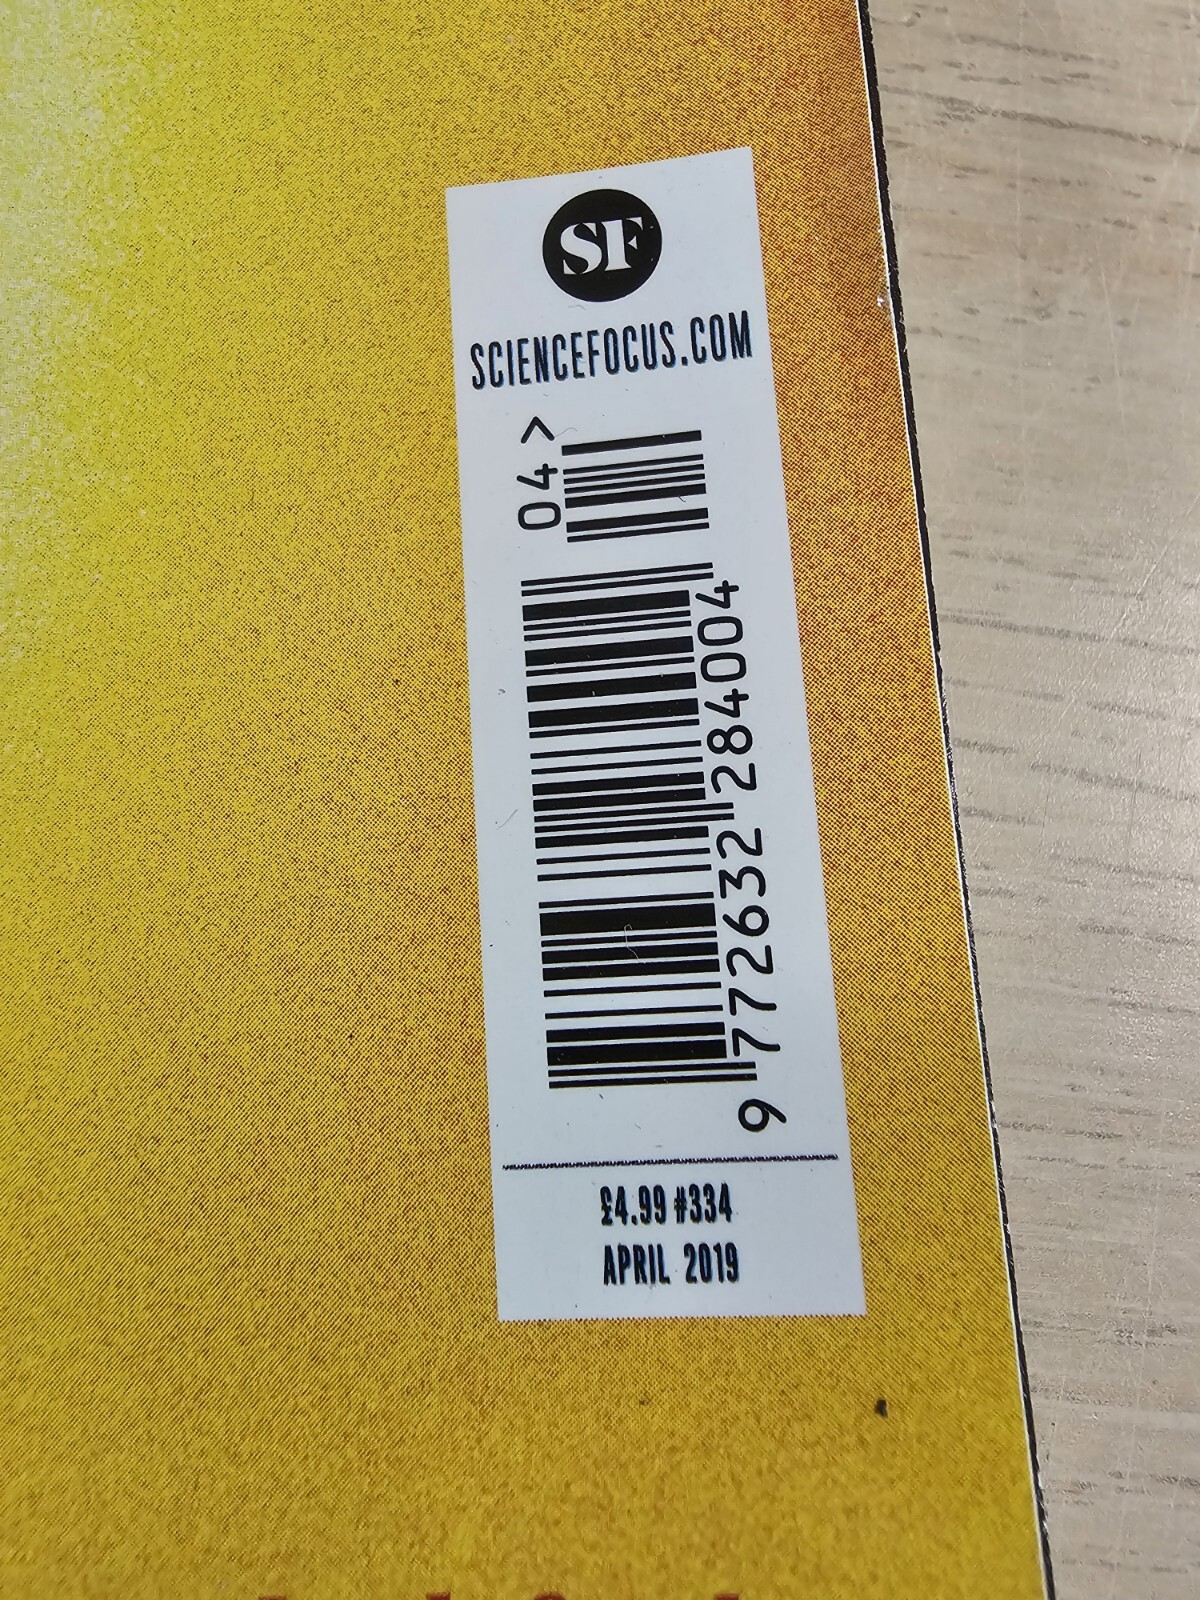 SF
SCIENCEFOCUS.COM
04>
9 772632 284004
£4.99 #334
APRIL 2019